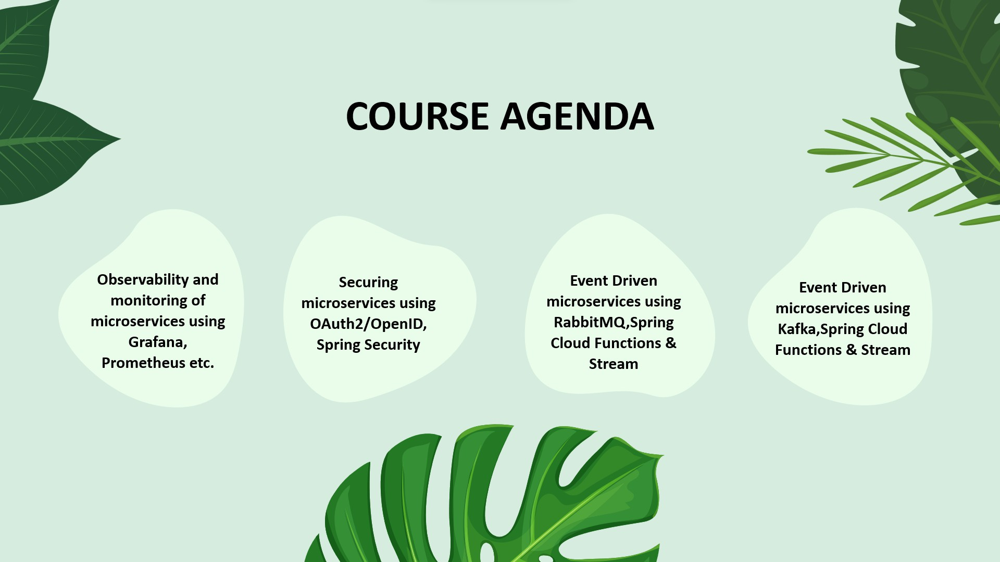 COURSE AGENDA
Observability and
monitoring of
microservices using
Grafana,
Prometheus etc.
Securing
microservices using
OAuth2/OpenID,
Spring Security
Event Driven
microservices using
RabbitMQ,Spring
Cloud Functions &
Stream
Event Driven
microservices using
Kafka,Spring Cloud
Functions & Stream